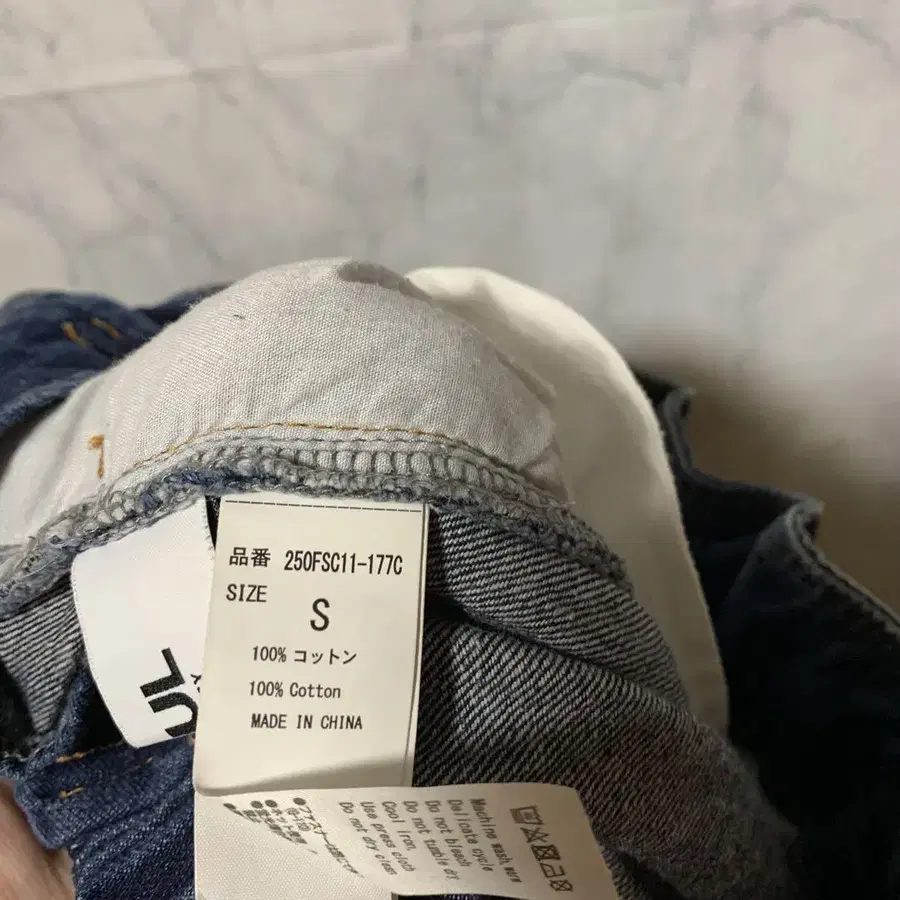 品番 250FSC11-177C
SIZE
S
100% コットン
100% Cotton
MADE IN CHINA
Machine wash warm
Delicate cycle
Do not bleach
Do not tumble
Cool iron.
Use press cloth
Do not dry clean